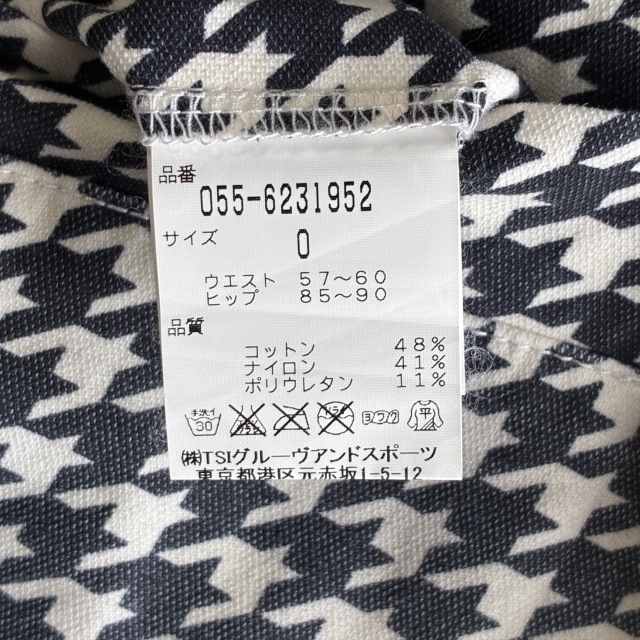 品番
055-6231952
サイズ 0
ウエスト 57〜60
ヒップ 85〜90
品質
コットン 48%
ナイロン 41%
ポリウレタン 11%
手洗イ 30 平
㈱TSIグルーヴアンドスポーツ
東京都港区元赤坂1-5-12